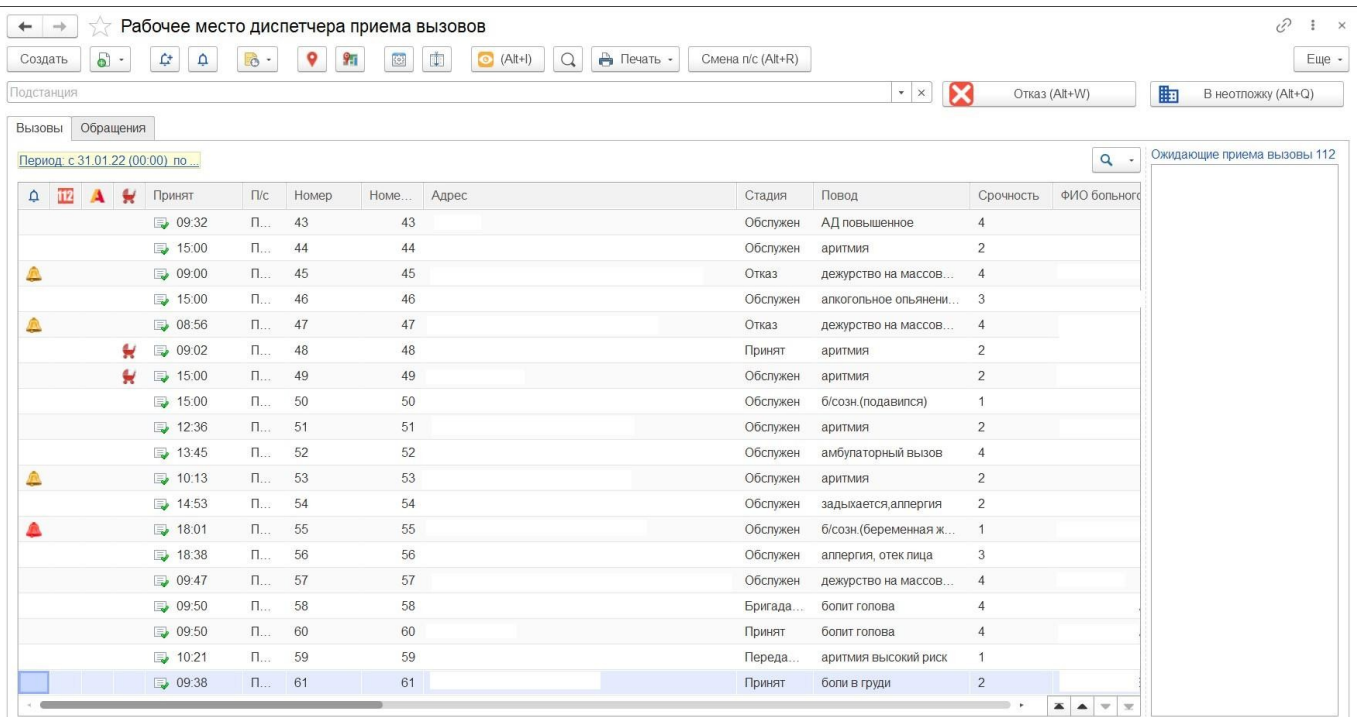 Рабочее место диспетчера приема вызовов
Создать (Alt+I) Печать Смена п/с (Alt+R) Еще
Подстанция Отказ (Alt+W) В неотложку (Alt+Q)
Вызовы Обращения
Период: с 31.01.22 (00:00) по ... Ожидающие приема вызовы 112
112 Принят П/с Номер Номе... Адрес Стадия Повод Срочность ФИО больного
09:32 П... 43 43 Обслужен АД повышенное 4
15:00 П... 44 44 Обслужен аритмия 2
09:00 П... 45 45 Отказ дежурство на массов... 4
15:00 П... 46 46 Обслужен алкогольное опьянени... 3
08:56 П... 47 47 Отказ дежурство на массов... 4
09:02 П... 48 48 Принят аритмия 2
15:00 П... 49 49 Обслужен аритмия 2
15:00 П... 50 50 Обслужен б/созн.(подавился) 1
12:36 П... 51 51 Обслужен аритмия 2
13:45 П... 52 52 Обслужен амбулаторный вызов 4
10:13 П... 53 53 Обслужен аритмия 2
14:53 П... 54 54 Обслужен задыхается,аллергия 2
18:01 П... 55 55 Обслужен б/созн.(беременная ж... 1
18:38 П... 56 56 Обслужен аллергия, отек лица 3
09:47 П... 57 57 Обслужен дежурство на массов... 4
09:50 П... 58 58 Бригада... болит голова 4
09:50 П... 60 60 Принят болит голова 4
10:21 П... 59 59 Переда... аритмия высокий риск 1
09:38 П... 61 61 Принят боли в груди 2